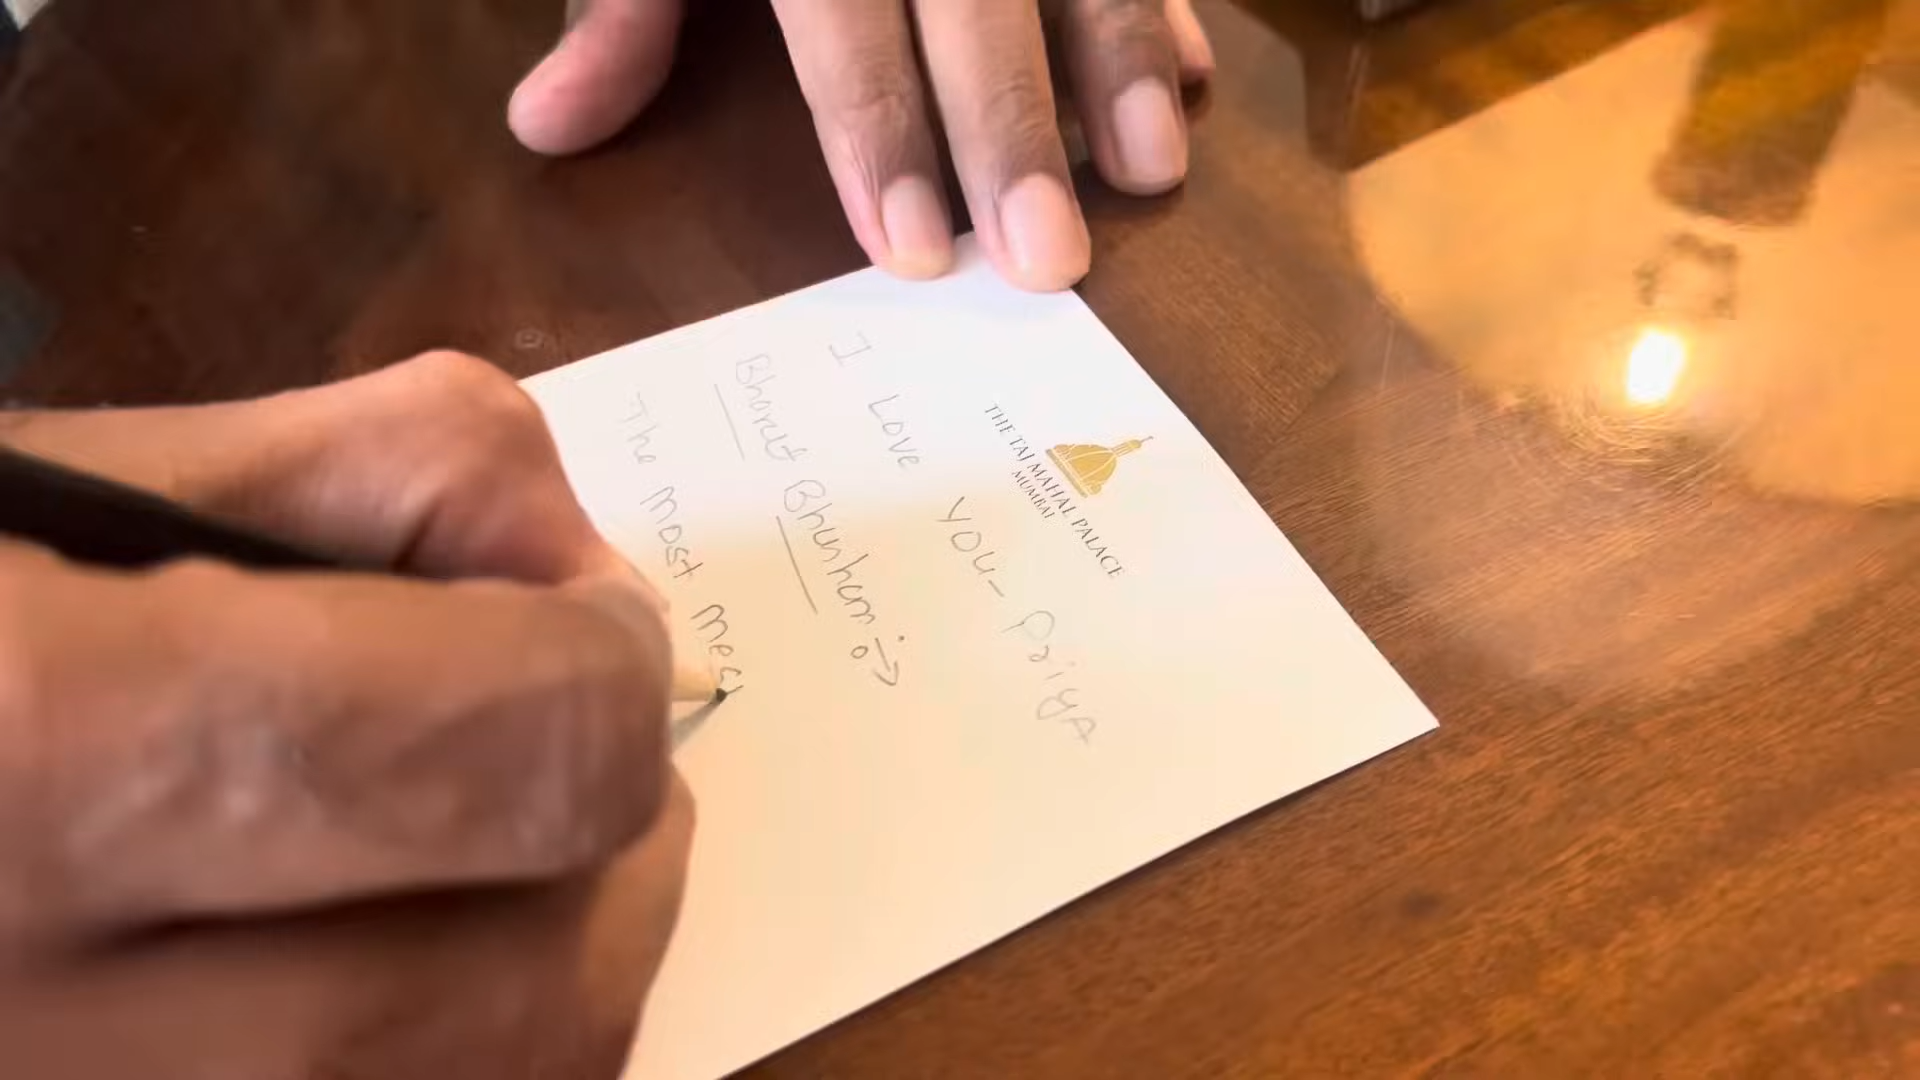 THE TAJ MAHAL PALACE
MUMBAI
I Love you - Priya
Bharat Bhushan :→
The most